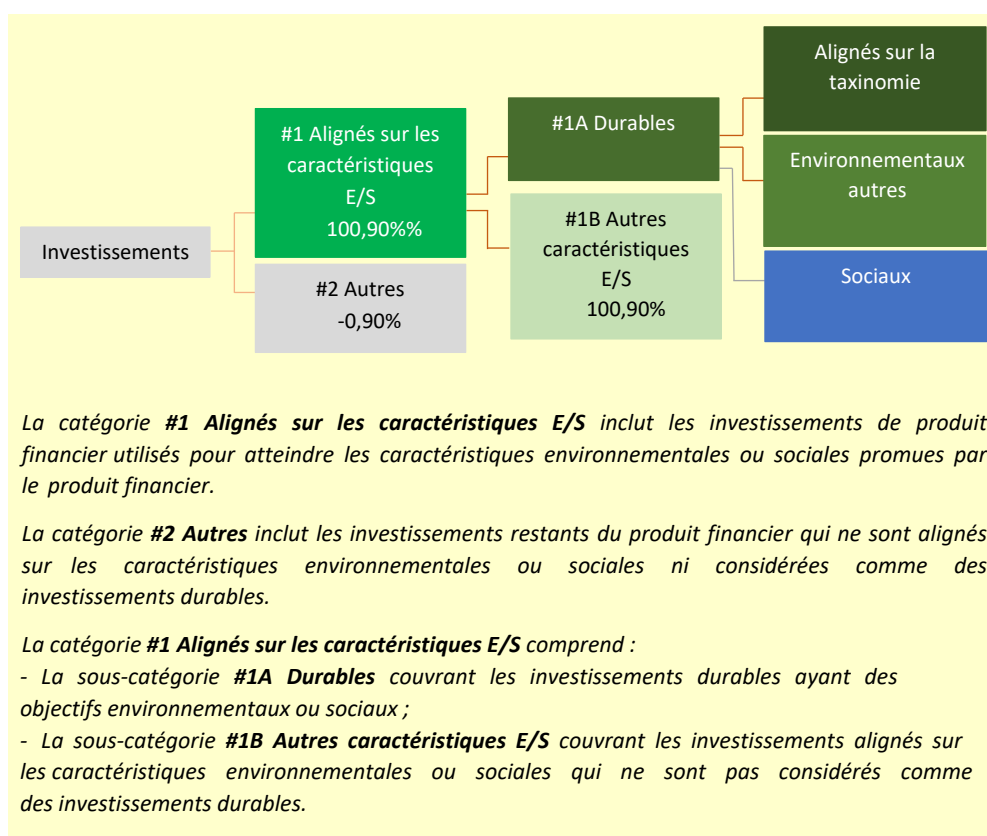 Investissements
#1 Alignés sur les
caractéristiques
E/S
100,90%%
#2 Autres
-0,90%
#1A Durables
#1B Autres
caractéristiques
E/S
100,90%
Alignés sur la
taxinomie
Environnementaux
autres
Sociaux
La catégorie #1 Alignés sur les caractéristiques E/S inclut les investissements de produit
financier utilisés pour atteindre les caractéristiques environnementales ou sociales promues par
le produit financier.
La catégorie #2 Autres inclut les investissements restants du produit financier qui ne sont alignés
sur les caractéristiques environnementales ou sociales ni considérées comme des
investissements durables.
La catégorie #1 Alignés sur les caractéristiques E/S comprend :
- La sous-catégorie #1A Durables couvrant les investissements durables ayant des
objectifs environnementaux ou sociaux ;
- La sous-catégorie #1B Autres caractéristiques E/S couvrant les investissements alignés sur
les caractéristiques environnementales ou sociales qui ne sont pas considérés comme
des investissements durables.